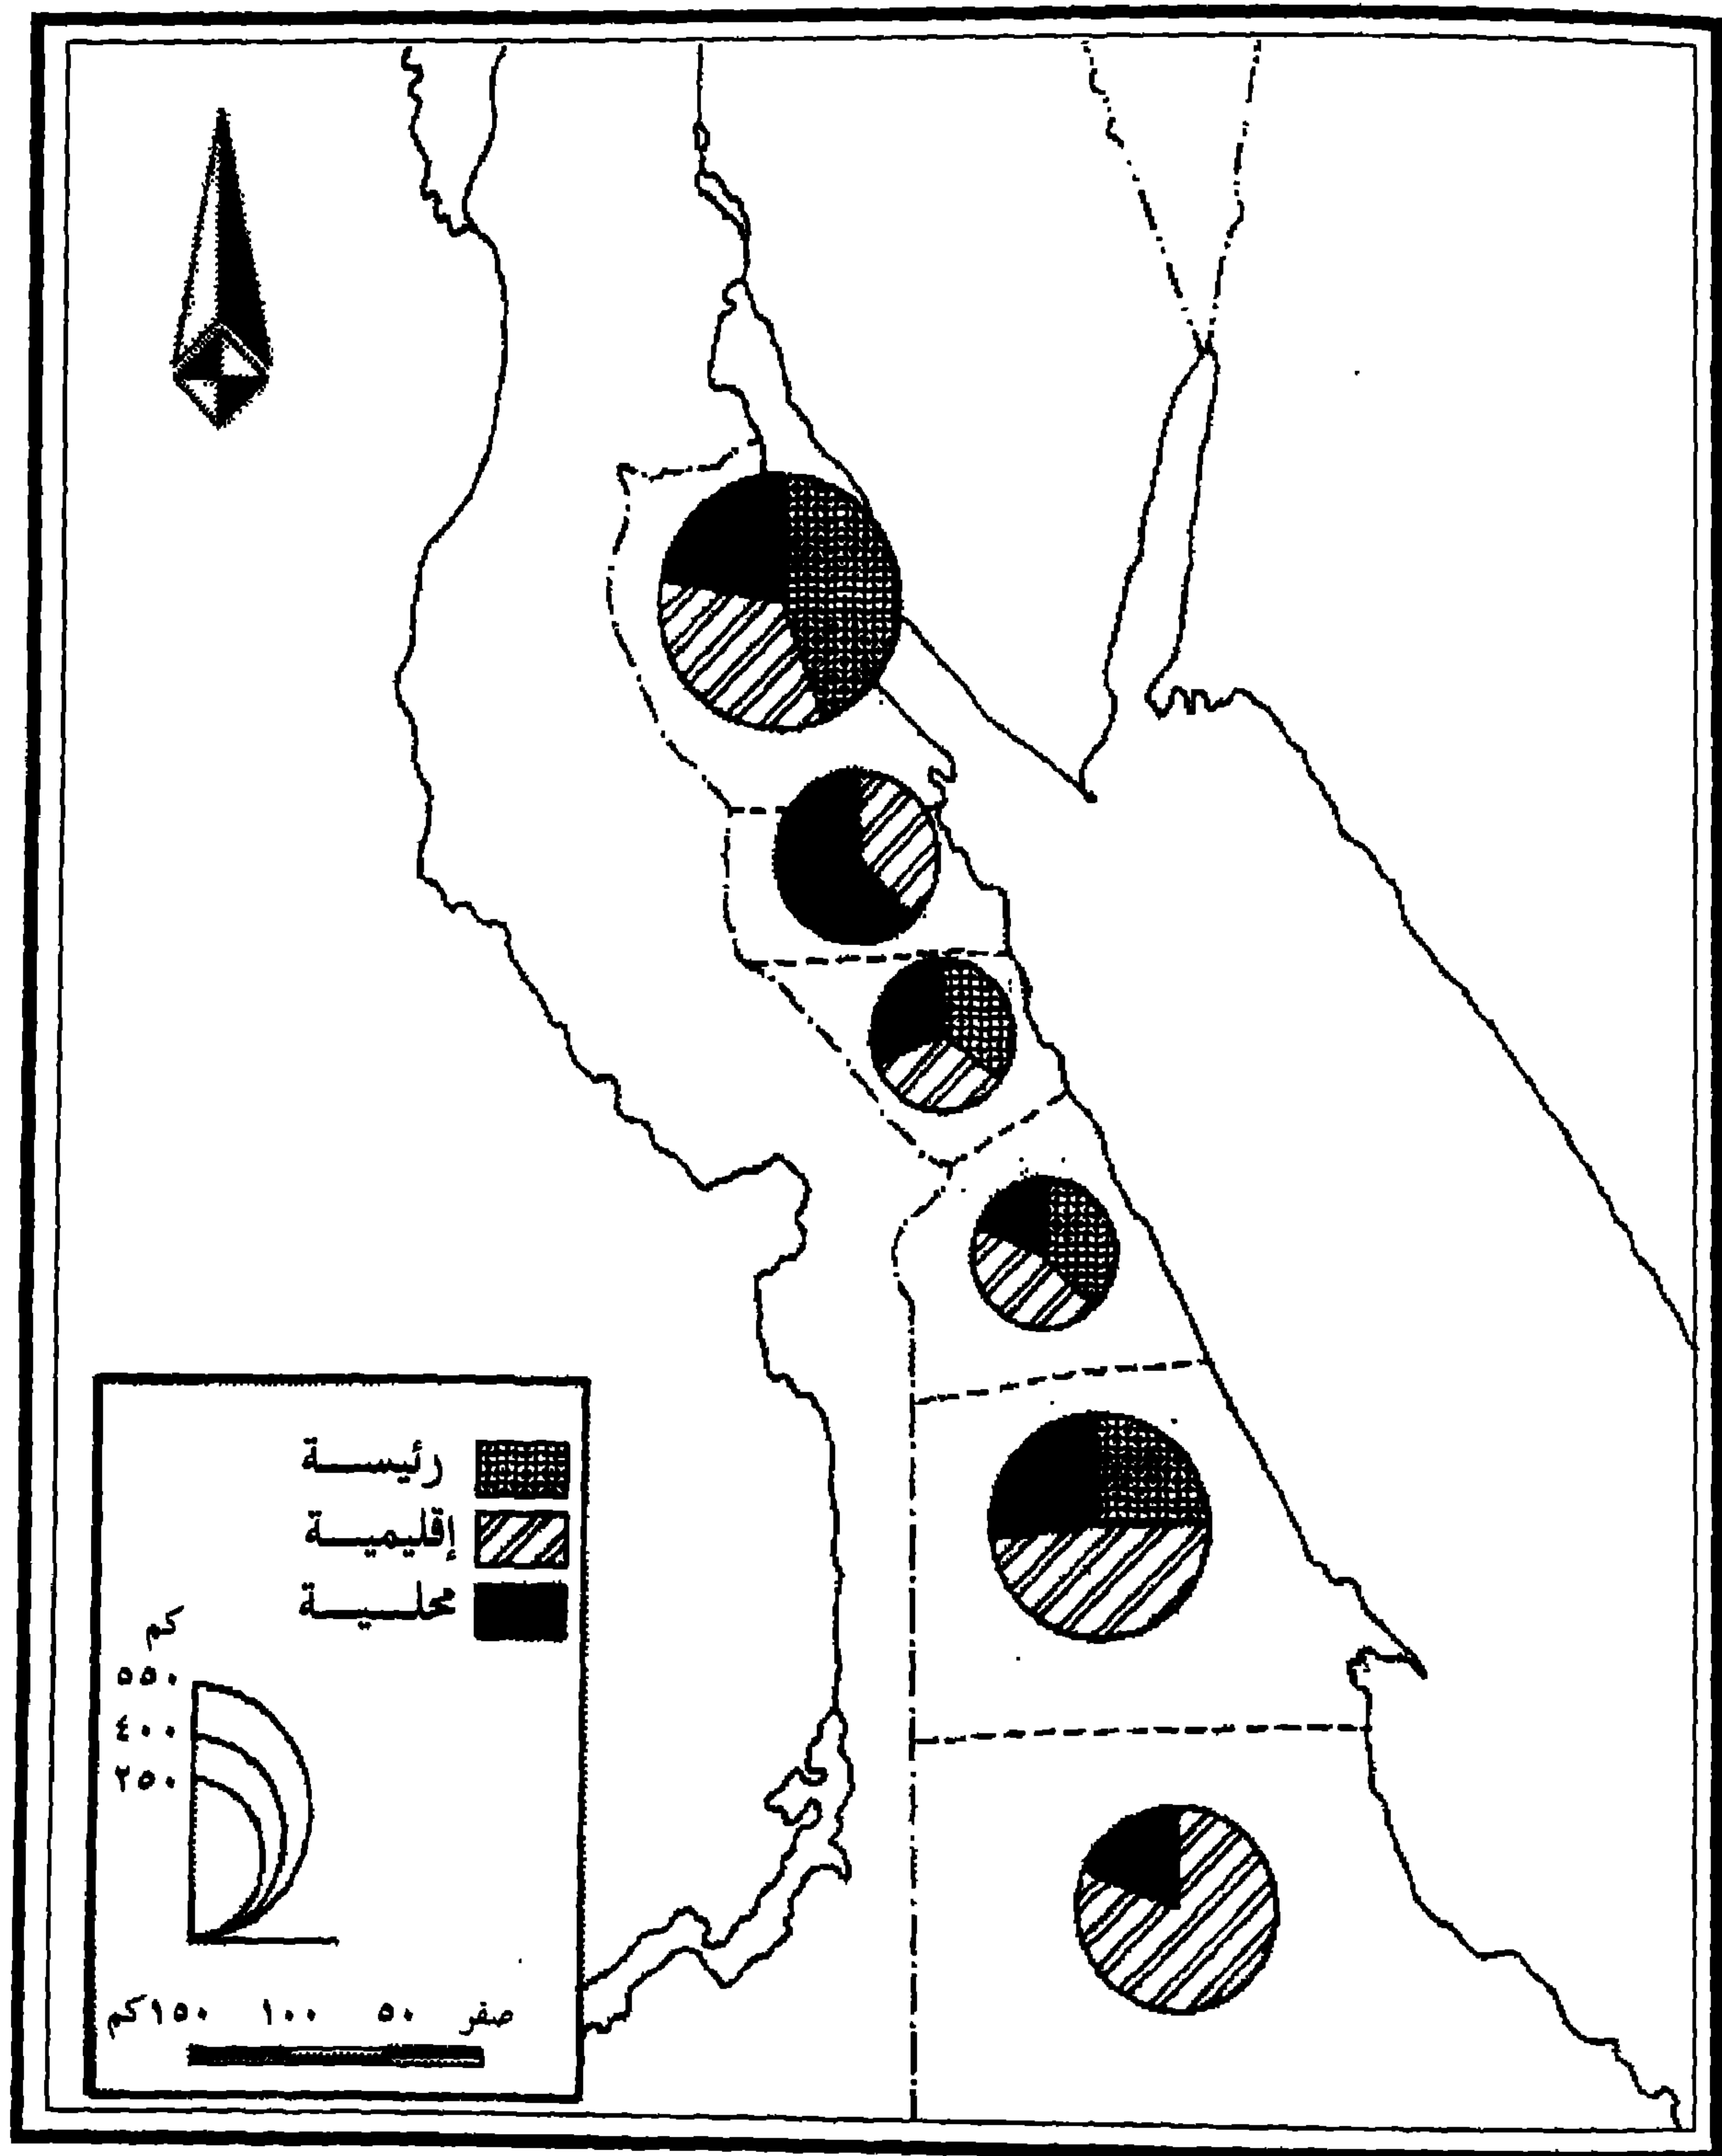 رئيسة
إقليمية
محلية
كم
٥٥٠
٤٠٠
٢٥٠
صفر ٥٠ ١٠٠ ١٥٠كم